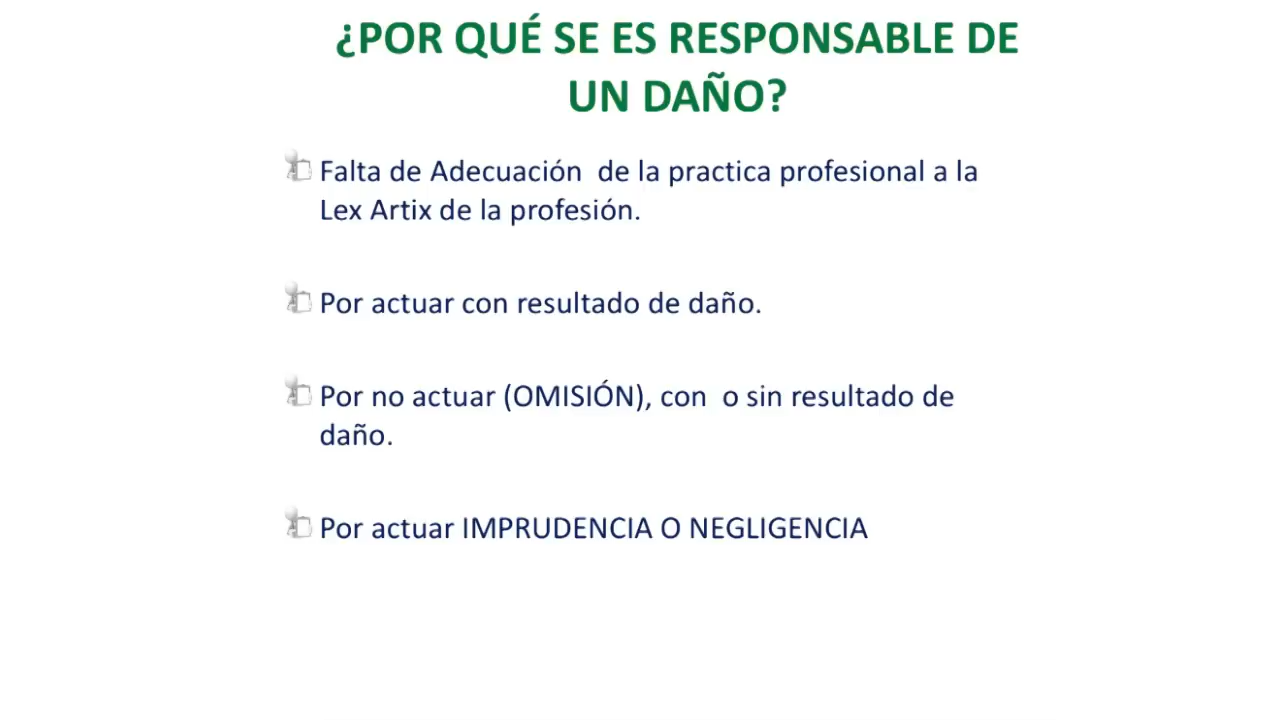 ¿POR QUÉ SE ES RESPONSABLE DE
UN DAÑO?
Falta de Adecuación de la practica profesional a la
Lex Artix de la profesión.
Por actuar con resultado de daño.
Por no actuar (OMISIÓN), con o sin resultado de
daño.
Por actuar IMPRUDENCIA O NEGLIGENCIA